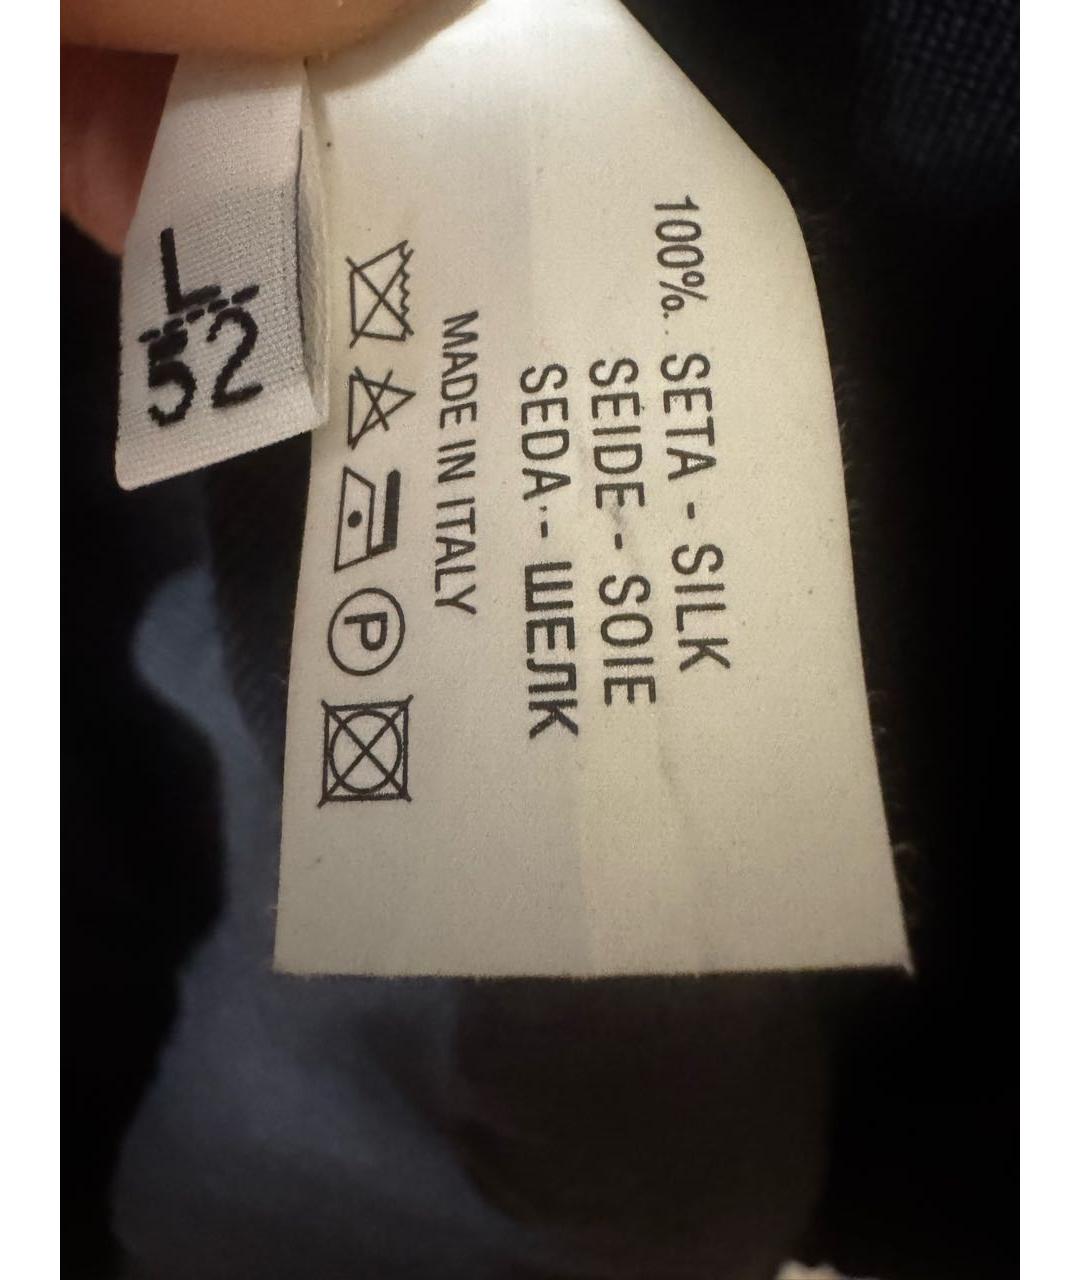 L
52
100% SETA - SILK
SEIDE - SOIE
SEDA - ШЕЛК
MADE IN ITALY
P